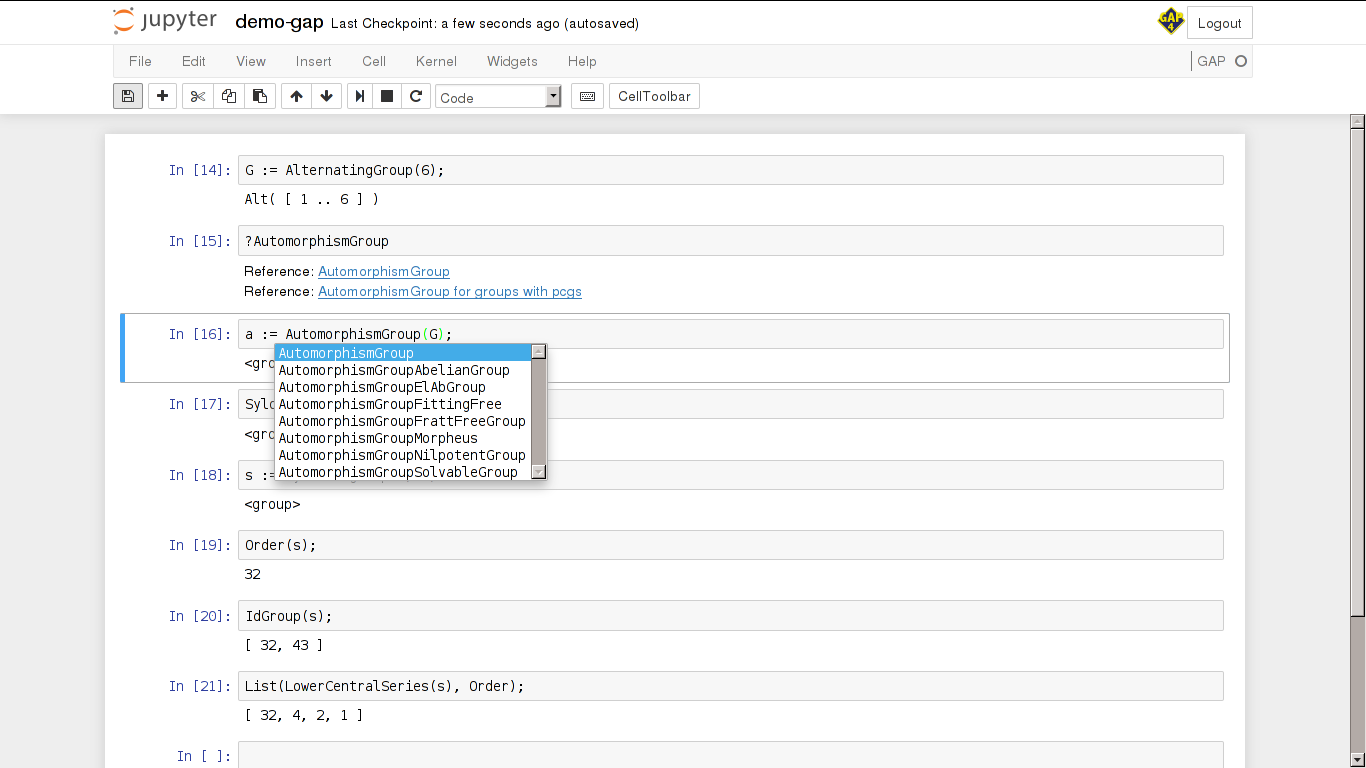 jupyter demo-gap Last Checkpoint: a few seconds ago (autosaved) GAP 4 Logout
File Edit View Insert Cell Kernel Widgets Help GAP
Code CellToolbar
In [14]: G := AlternatingGroup(6);
Alt( [ 1 .. 6 ] )
In [15]: ?AutomorphismGroup
Reference: AutomorphismGroup
Reference: AutomorphismGroup for groups with pcgs
In [16]: a := AutomorphismGroup(G);
<gro
AutomorphismGroup
AutomorphismGroupAbelianGroup
AutomorphismGroupElAbGroup
AutomorphismGroupFittingFree
AutomorphismGroupFrattFreeGroup
AutomorphismGroupMorpheus
AutomorphismGroupNilpotentGroup
AutomorphismGroupSolvableGroup
In [17]: Sylo
<gro
In [18]: s :=
<group>
In [19]: Order(s);
32
In [20]: IdGroup(s);
[ 32, 43 ]
In [21]: List(LowerCentralSeries(s), Order);
[ 32, 4, 2, 1 ]
In [ ]: